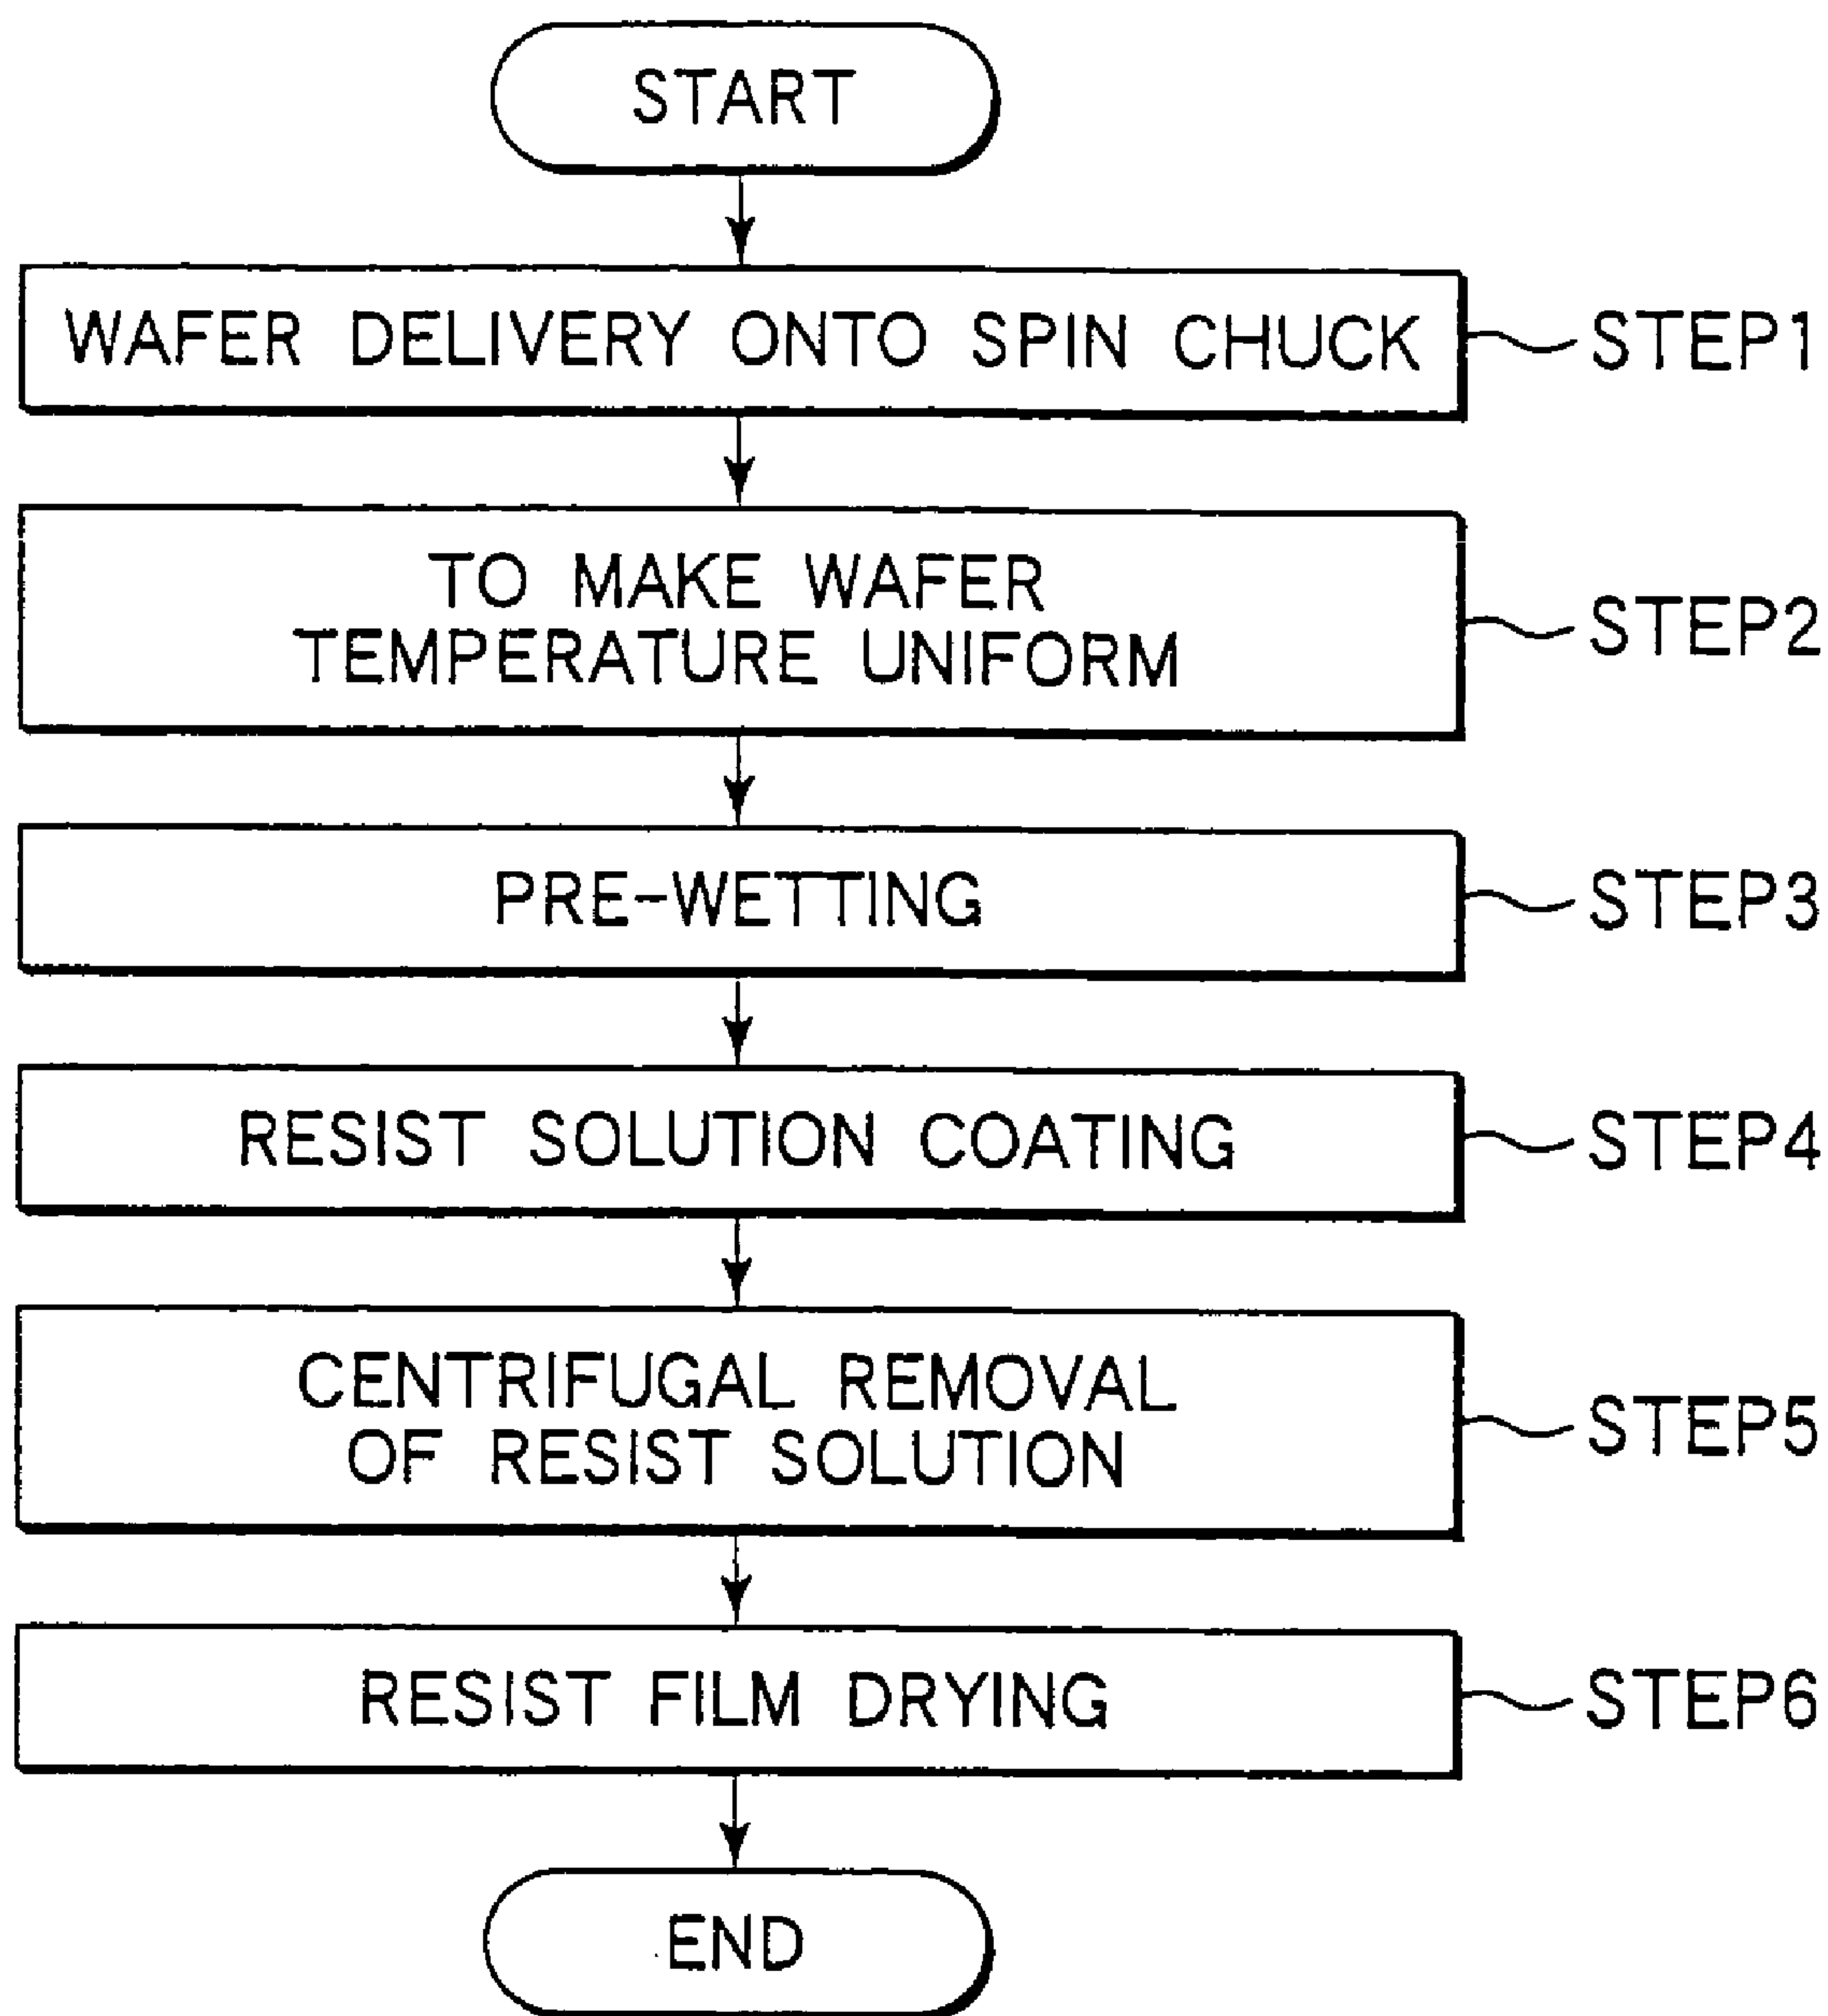 START
WAFER DELIVERY ONTO SPIN CHUCK
STEP1
TO MAKE WAFER
TEMPERATURE UNIFORM
STEP2
PRE-WETTING
STEP3
RESIST SOLUTION COATING
STEP4
CENTRIFUGAL REMOVAL
OF RESIST SOLUTION
STEP5
RESIST FILM DRYING
STEP6
END